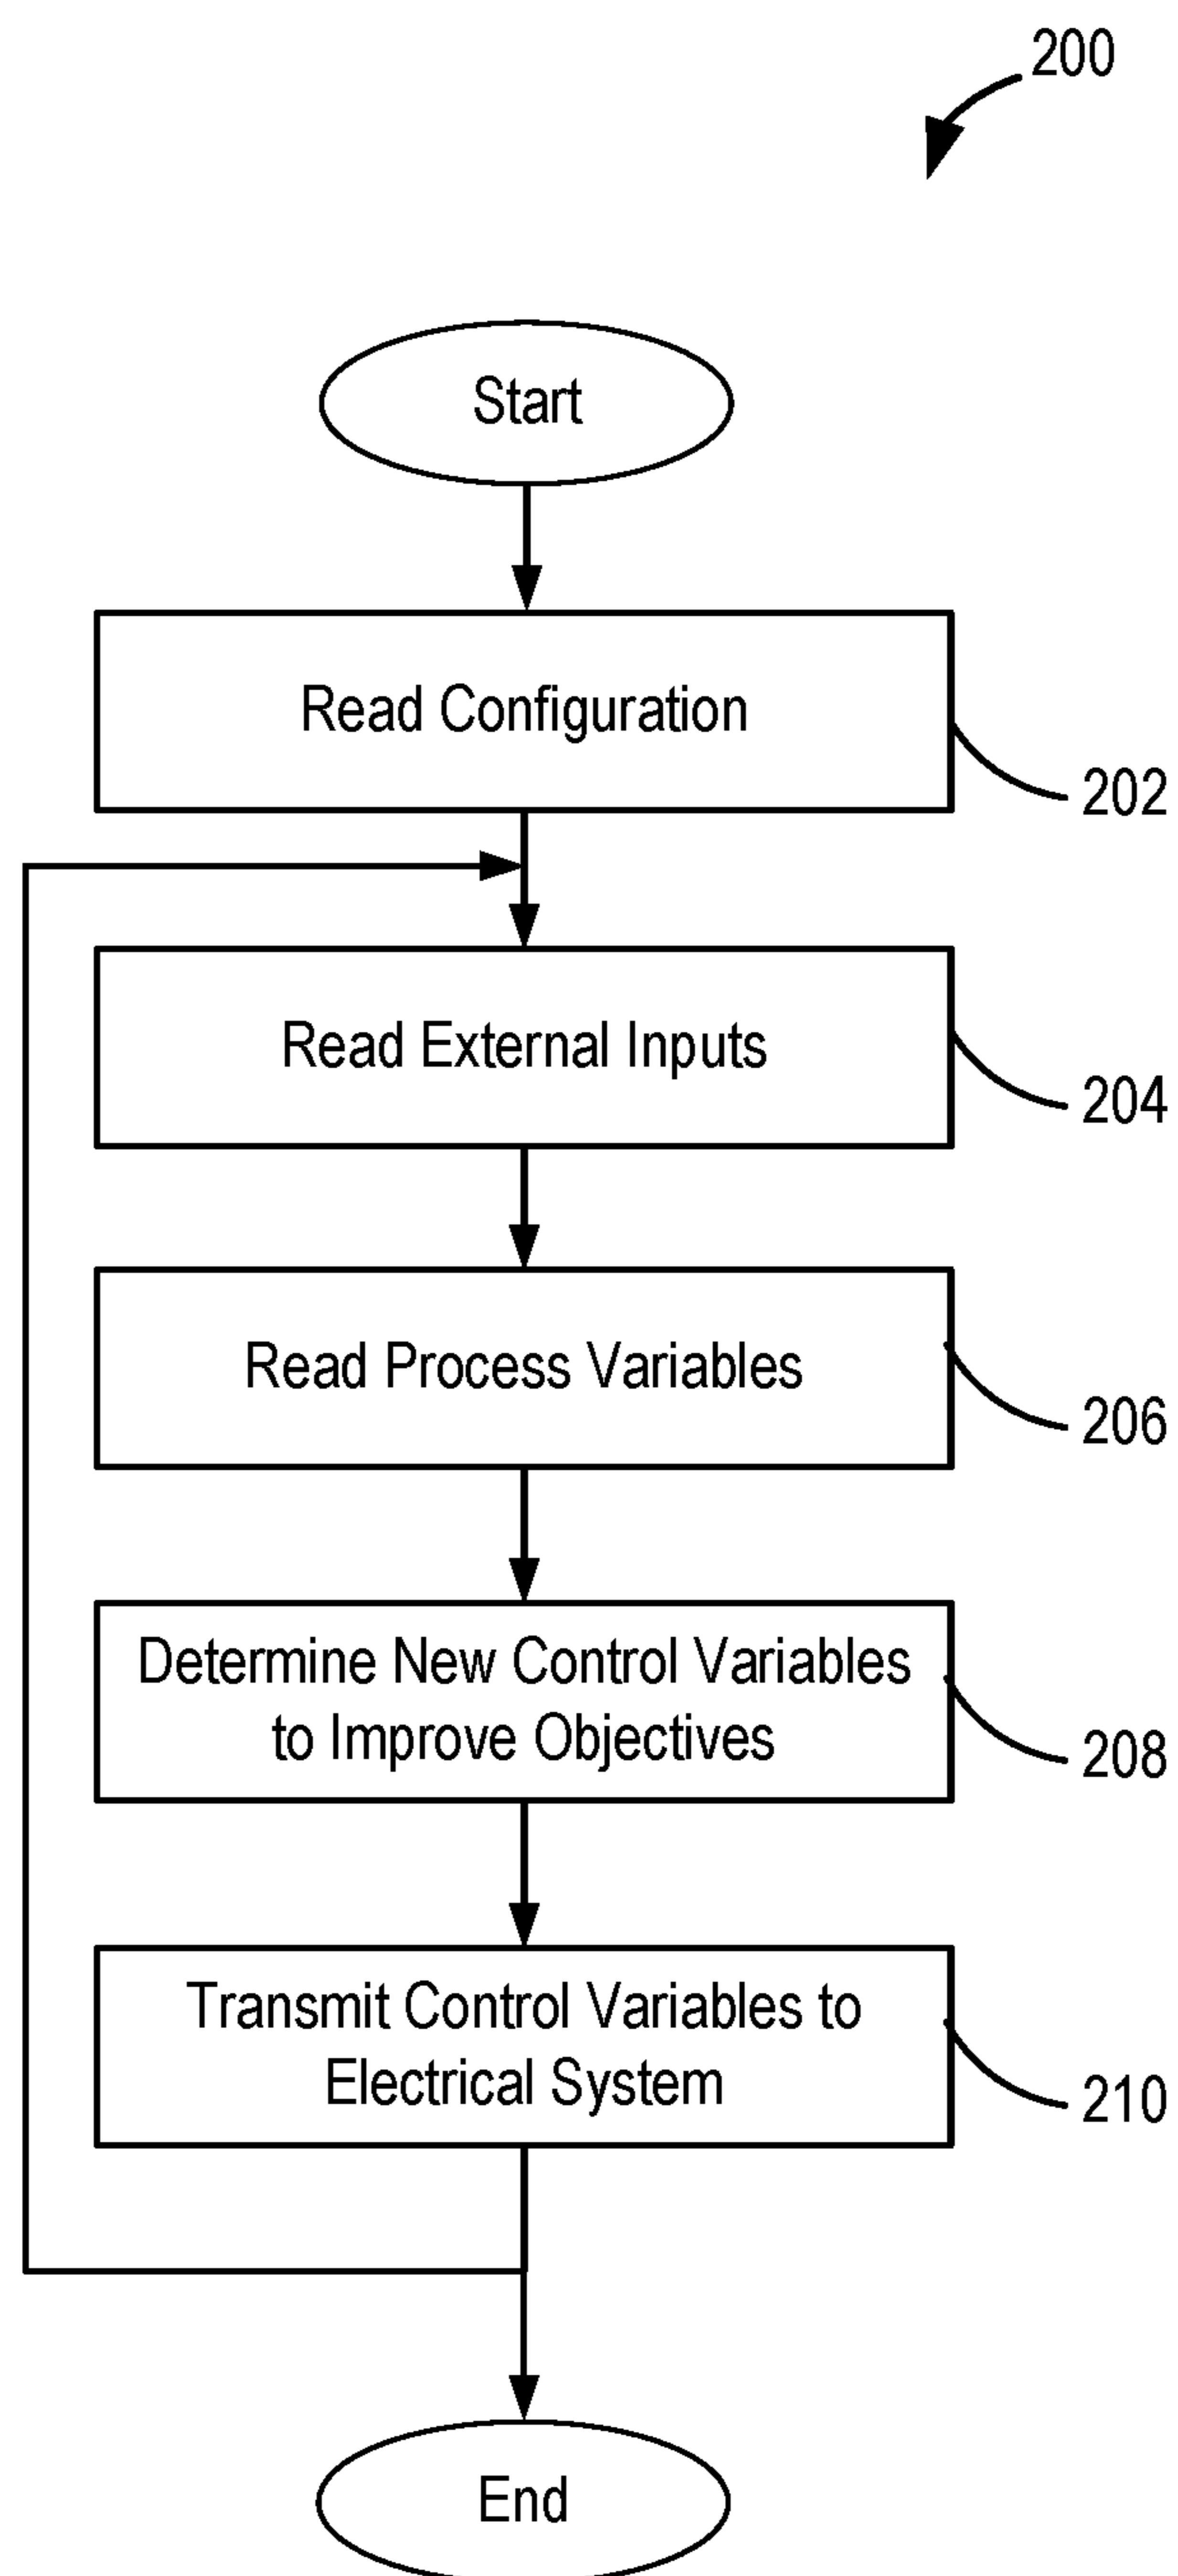 200
Start
Read Configuration
202
Read External Inputs
204
Read Process Variables
206
Determine New Control Variables
to Improve Objectives
208
Transmit Control Variables to
Electrical System
210
End